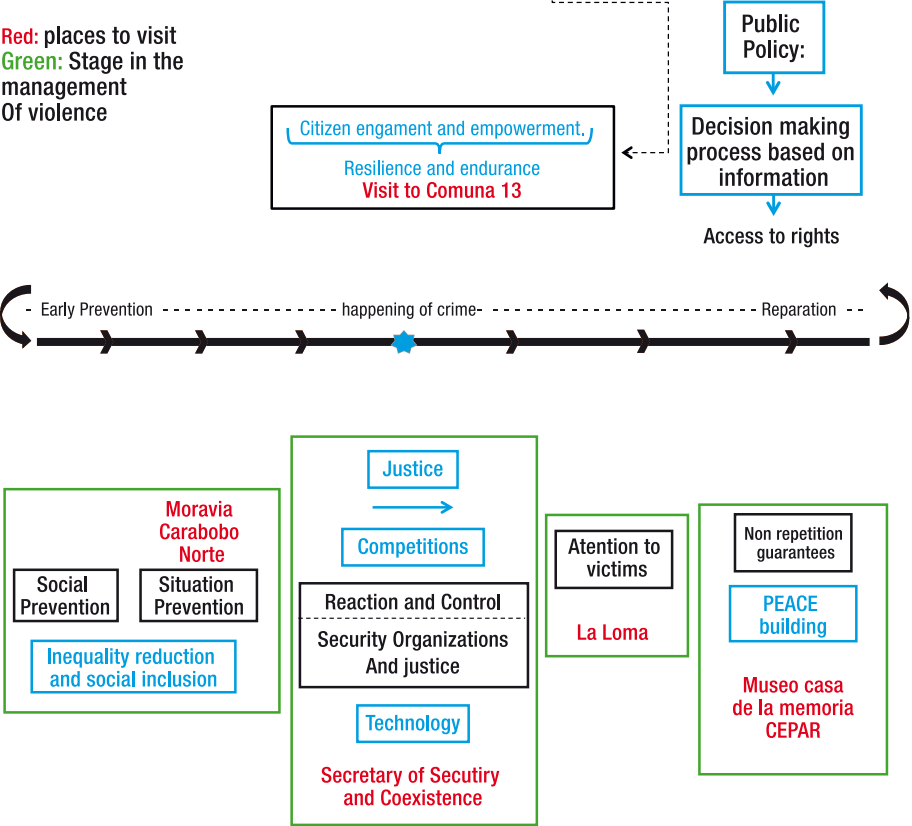 Red: places to visit
Green: Stage in the
management
Of violence
Public
Policy:
Citizen engament and empowerment.
Resilience and endurance
Visit to Comuna 13
Decision making
process based on
information
Access to rights
Early Prevention
happening of crime
Reparation
Moravia
Carabobo
Norte
Social
Prevention
Situation
Prevention
Inequality reduction
and social inclusion
Justice
Competitions
Reaction and Control
Security Organizations
And justice
Technology
Secretary of Secutiry
and Coexistence
Atention to
victims
La Loma
Non repetition
guarantees
PEACE
building
Museo casa
de la memoria
CEPAR